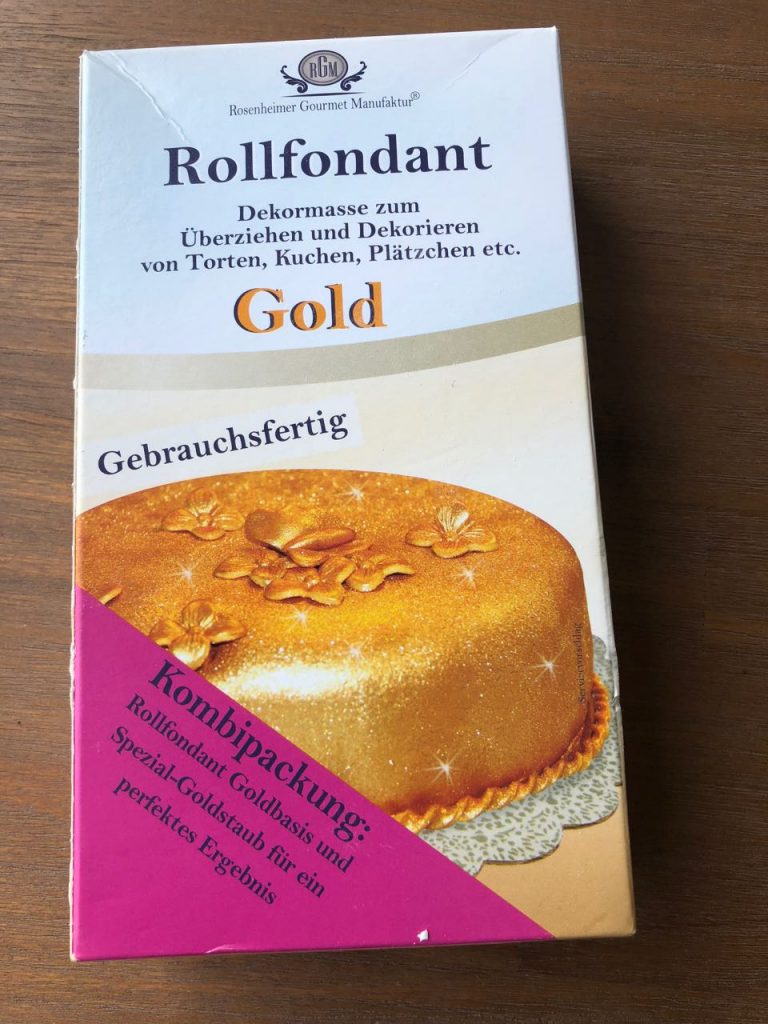 RGM
Rosenheimer Gourmet Manufaktur®
Rollfondant
Dekormasse zum
Überziehen und Dekorieren
von Torten, Kuchen, Plätzchen etc.
Gold
Gebrauchsfertig
Serviervorschlag
Kombipackung:
Rollfondant Goldbasis und
Spezial-Goldstaub für ein
perfektes Ergebnis